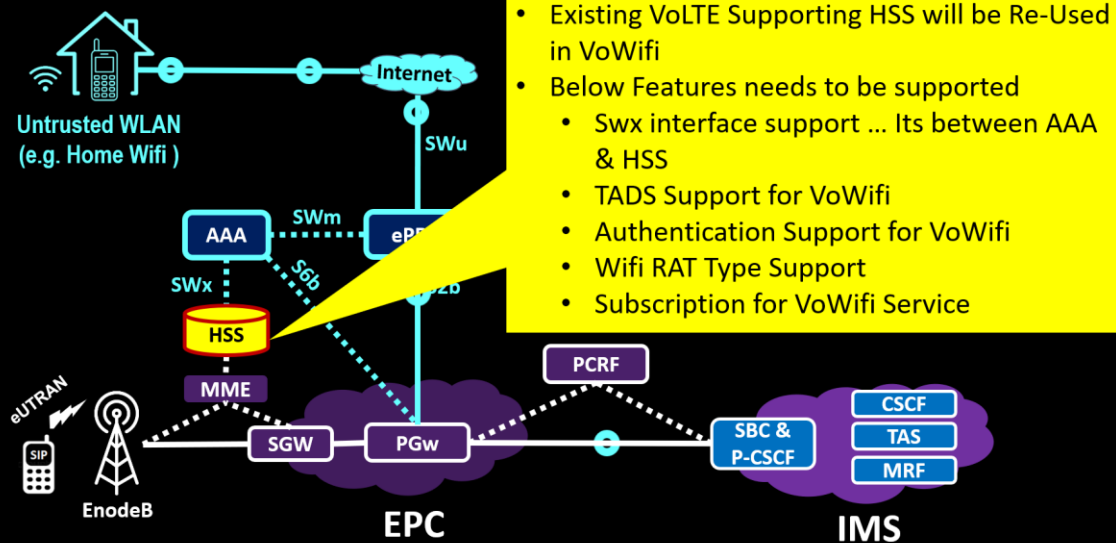 • Existing VoLTE Supporting HSS will be Re-Used
in VoWifi
• Below Features needs to be supported
• Swx interface support ... Its between AAA
& HSS
• TADS Support for VoWifi
• Authentication Support for VoWifi
• Wifi RAT Type Support
• Subscription for VoWifi Service
Internet
Untrusted WLAN
(e.g. Home Wifi )
SWu
AAA
SWm
SWx
S6b
HSS
MME
PCRF
eUTRAN
SIP
EnodeB
SGW
PGw
EPC
SBC &
P-CSCF
CSCF
TAS
MRF
IMS